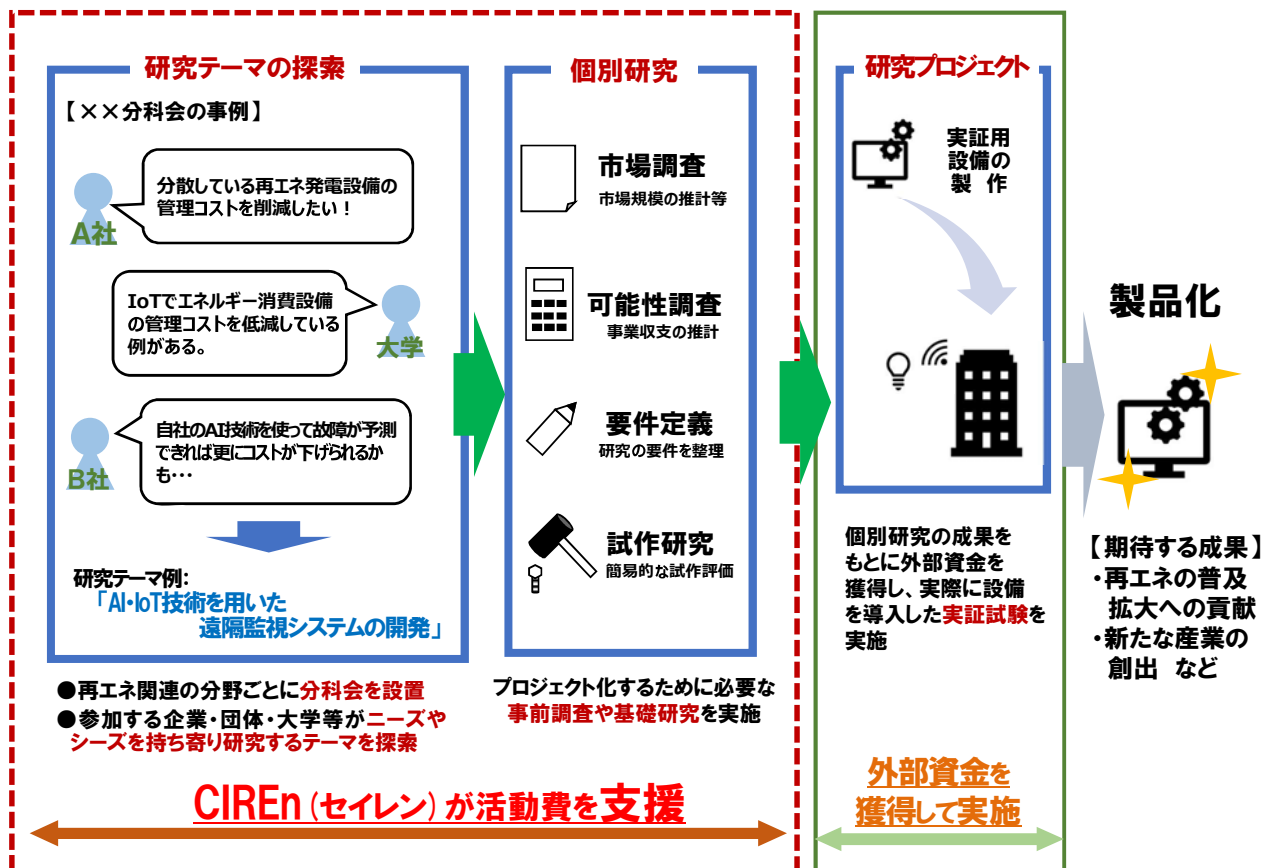 研究テーマの探索
【××分科会の事例】
分散している再エネ発電設備の
管理コストを削減したい！
A社
IoTでエネルギー消費設備
の管理コストを低減している
例がある。
大学
自社のAI技術を使って故障が予測
できれば更にコストが下げられるか
も・・・
B社
研究テーマ例:
「AI・IoT技術を用いた
遠隔監視システムの開発」
●再エネ関連の分野ごとに分科会を設置
●参加する企業・団体・大学等がニーズや
シーズを持ち寄り研究するテーマを探索
個別研究
市場調査
市場規模の推計等
可能性調査
事業収支の推計
要件定義
研究の要件を整理
試作研究
簡易的な試作評価
プロジェクト化するために必要な
事前調査や基礎研究を実施
CIREn（セイレン）が活動費を支援
研究プロジェクト
実証用
設備の
製 作
個別研究の成果を
もとに外部資金を
獲得し、実際に設備
を導入した実証試験を
実施
外部資金を
獲得して実施
製品化
【期待する成果】
・再エネの普及
拡大への貢献
・新たな産業の
創出 など